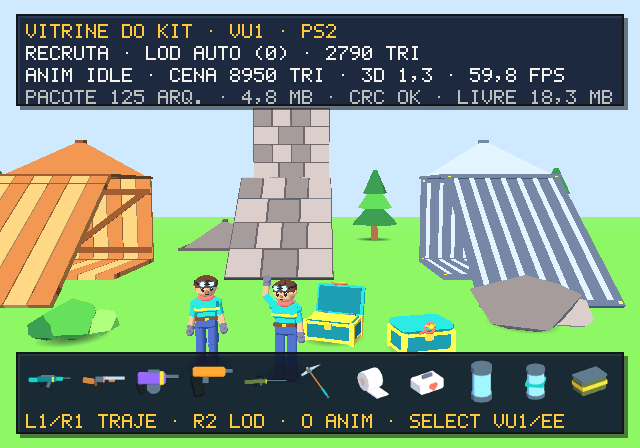 VITRINE DO KIT · VU1 · PS2
RECRUTA · LOD AUTO (0) · 2790 TRI
ANIM IDLE · CENA 8950 TRI · 3D 1,3 · 59,8 FPS
PACOTE 125 ARQ. · 4,8 MB · CRC OK · LIVRE 18,3 MB
L1/R1 TRAJE · R2 LOD · O ANIM · SELECT VU1/EE